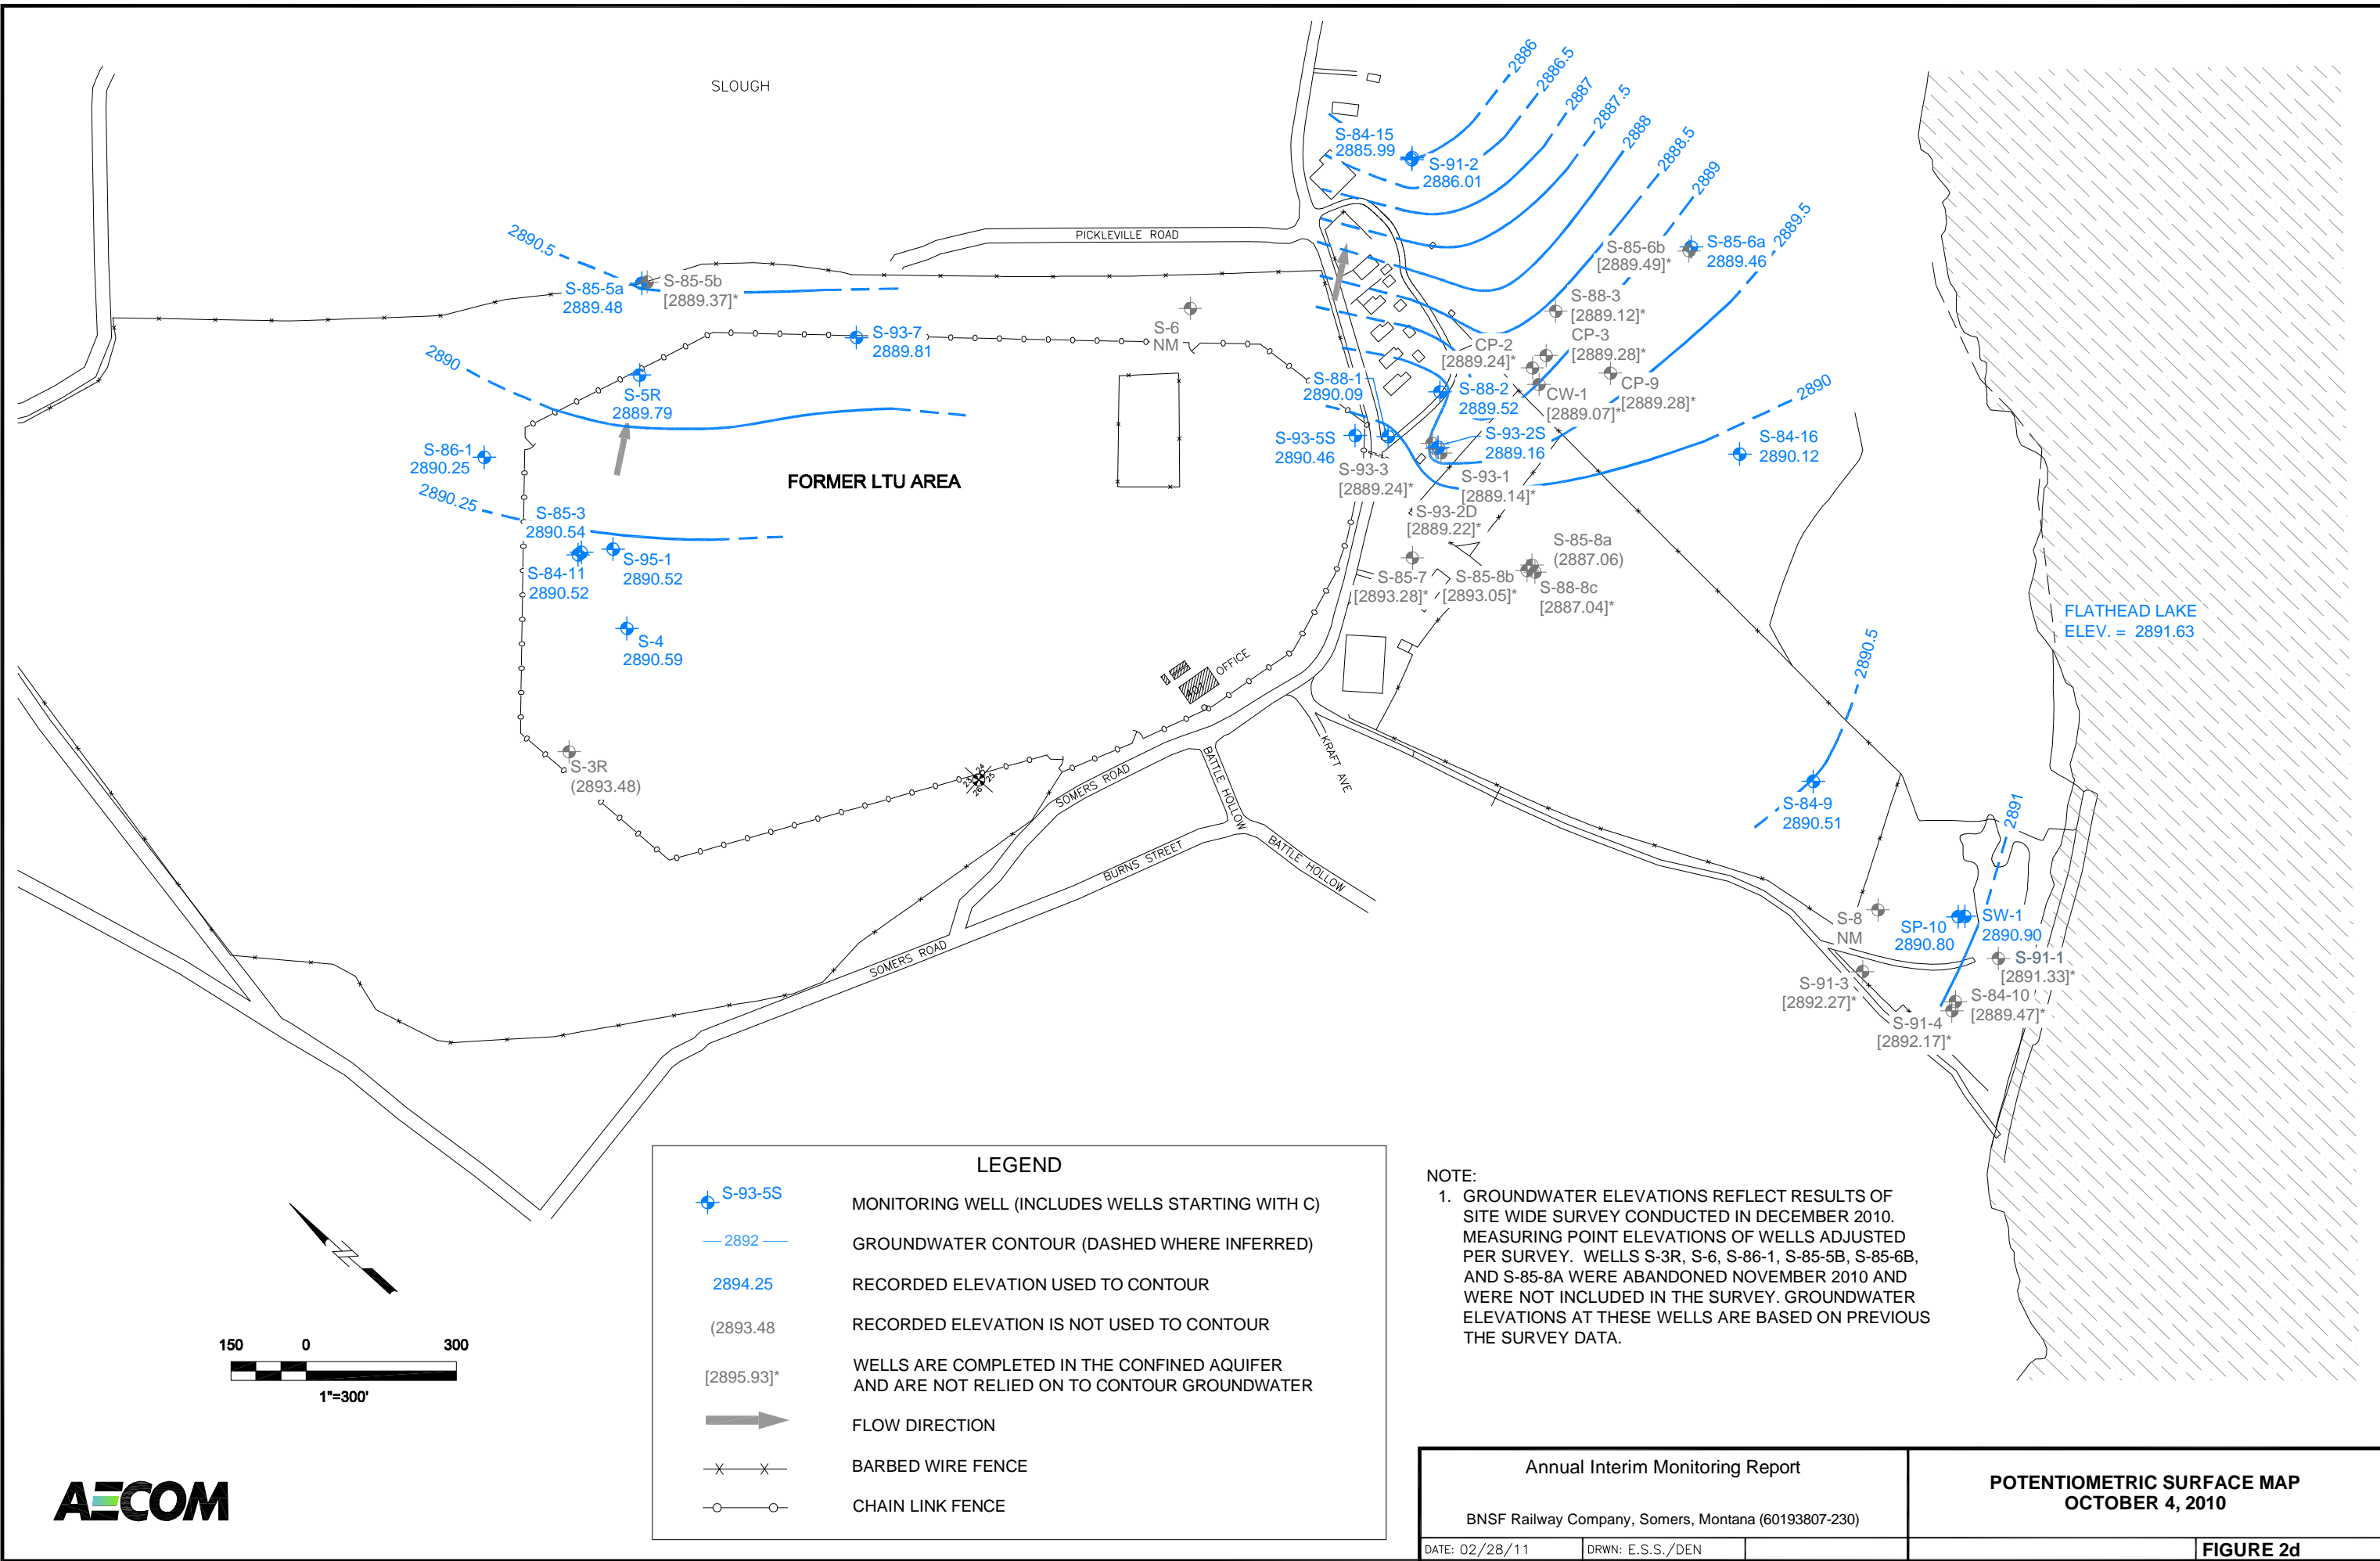 SLOUGH
2886
2886.5
2887
2887.5
2888
2888.5
2889
2889.5
S-84-15
2885.99
S-91-2
2886.01
PICKLEVILLE ROAD
2890.5
S-85-5a
2889.48
S-85-5b
[2889.37]*
S-85-6b
[2889.49]*
S-85-6a
2889.46
S-88-3
[2889.12]*
CP-3
[2889.28]*
S-6
NM
S-93-7
2889.81
CP-2
[2889.24]*
CP-9
[2889.28]*
CW-1
[2889.07]*
2890
2890
S-5R
2889.79
S-88-1
2890.09
S-88-2
2889.52
S-93-5S
2890.46
S-93-2S
2889.16
S-84-16
2890.12
S-86-1
2890.25
2890.25
FORMER LTU AREA
S-93-3
[2889.24]*
S-93-1
[2889.14]*
S-93-2D
[2889.22]*
S-85-3
2890.54
S-95-1
2890.52
S-84-11
2890.52
S-85-8a
(2887.06)
S-85-7
[2893.28]*
S-85-8b
[2893.05]*
S-88-8c
[2887.04]*
S-4
2890.59
FLATHEAD LAKE
ELEV. = 2891.63
2890.5
OFFICE
S-3R
(2893.48)
23
24
25
26
SOMERS ROAD
BATTLE HOLLOW
KRAFT AVE
BURNS STREET
BATTLE HOLLOW
SOMERS ROAD
S-84-9
2890.51
2891
S-8
NM
SP-10
2890.80
SW-1
2890.90
S-91-1
[2891.33]*
S-91-3
[2892.27]*
S-84-10
[2889.47]*
S-91-4
[2892.17]*
N
150 0 300
1"=300'
AECOM
LEGEND
S-93-5S MONITORING WELL (INCLUDES WELLS STARTING WITH C)
2892 GROUNDWATER CONTOUR (DASHED WHERE INFERRED)
2894.25 RECORDED ELEVATION USED TO CONTOUR
(2893.48 RECORDED ELEVATION IS NOT USED TO CONTOUR
[2895.93]* WELLS ARE COMPLETED IN THE CONFINED AQUIFER
AND ARE NOT RELIED ON TO CONTOUR GROUNDWATER
FLOW DIRECTION
BARBED WIRE FENCE
CHAIN LINK FENCE
NOTE:
1. GROUNDWATER ELEVATIONS REFLECT RESULTS OF
SITE WIDE SURVEY CONDUCTED IN DECEMBER 2010.
MEASURING POINT ELEVATIONS OF WELLS ADJUSTED
PER SURVEY. WELLS S-3R, S-6, S-86-1, S-85-5B, S-85-6B,
AND S-85-8A WERE ABANDONED NOVEMBER 2010 AND
WERE NOT INCLUDED IN THE SURVEY. GROUNDWATER
ELEVATIONS AT THESE WELLS ARE BASED ON PREVIOUS
THE SURVEY DATA.
Annual Interim Monitoring Report
BNSF Railway Company, Somers, Montana (60193807-230)
DATE: 02/28/11 DRWN: E.S.S./DEN
POTENTIOMETRIC SURFACE MAP
OCTOBER 4, 2010
FIGURE 2d